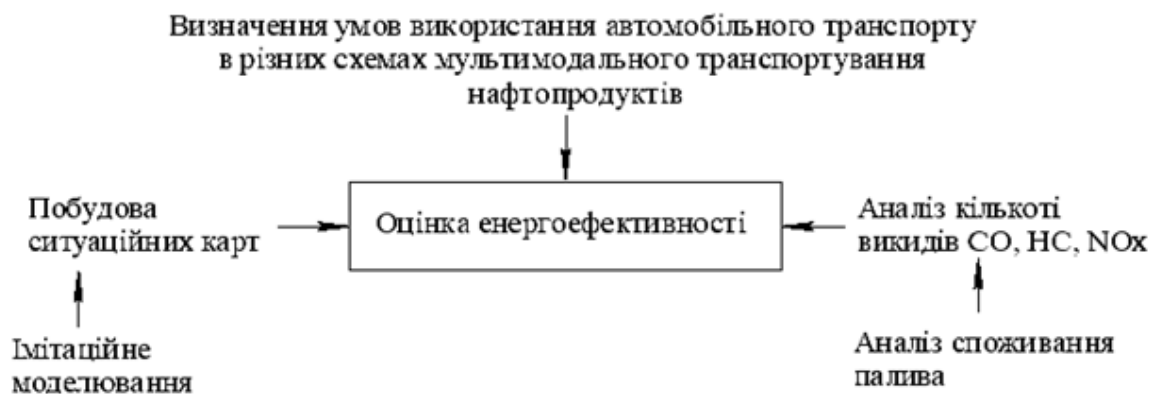 Визначення умов використання автомобільного транспорту
в різних схемах мультимодального транспортування
нафтопродуктів
Побудова
ситуаційних карт
Оцінка енергоефективності
Аналіз кількоті
викидів CO, HC, NOx
Імітаційне
моделювання
Аналіз споживання
палива